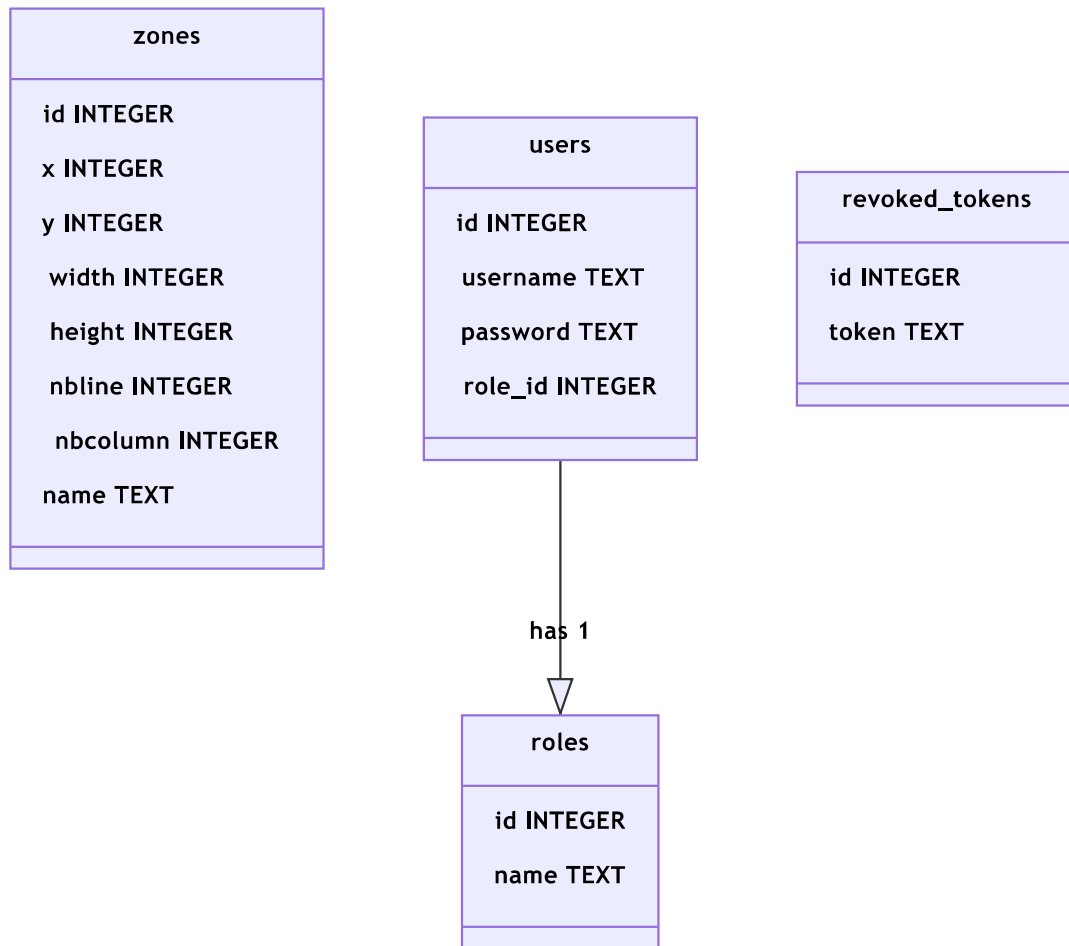 zones
id INTEGER
x INTEGER
y INTEGER
width INTEGER
height INTEGER
nbline INTEGER
nbcolumn INTEGER
name TEXT
users
id INTEGER
username TEXT
password TEXT
role_id INTEGER
revoked_tokens
id INTEGER
token TEXT
has 1
roles
id INTEGER
name TEXT